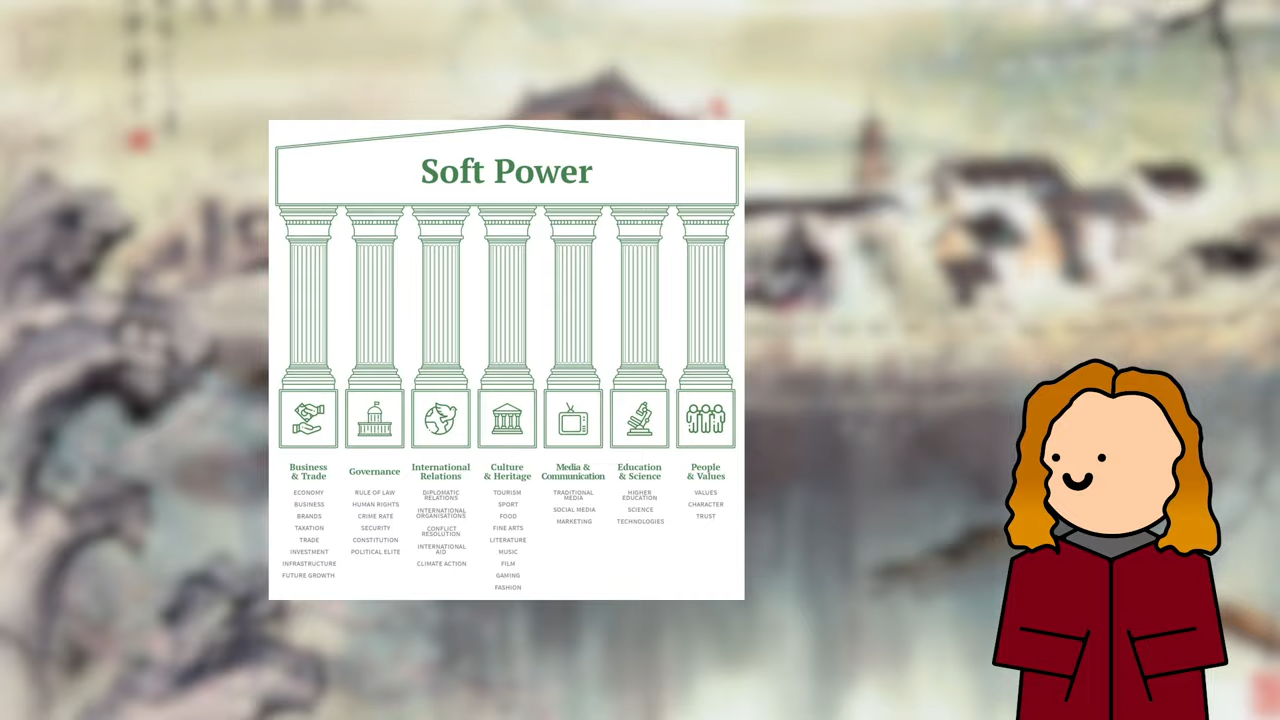 Soft Power
Business
& Trade
ECONOMY
BUSINESS
BRANDS
TAXATION
TRADE
INVESTMENT
INFRASTRUCTURE
FUTURE GROWTH
Governance
RULE OF LAW
HUMAN RIGHTS
CRIME RATE
SECURITY
CONSTITUTION
POLITICAL ELITE
International
Relations
DIPLOMATIC
RELATIONS
INTERNATIONAL
ORGANISATIONS
CONFLICT
RESOLUTION
INTERNATIONAL
AID
CLIMATE ACTION
Culture
& Heritage
TOURISM
SPORT
FOOD
FINE ARTS
LITERATURE
MUSIC
FILM
GAMING
FASHION
Media &
Communication
TRADITIONAL
MEDIA
SOCIAL MEDIA
MARKETING
Education
& Science
HIGHER
EDUCATION
SCIENCE
TECHNOLOGIES
People
& Values
VALUES
CHARACTER
TRUST